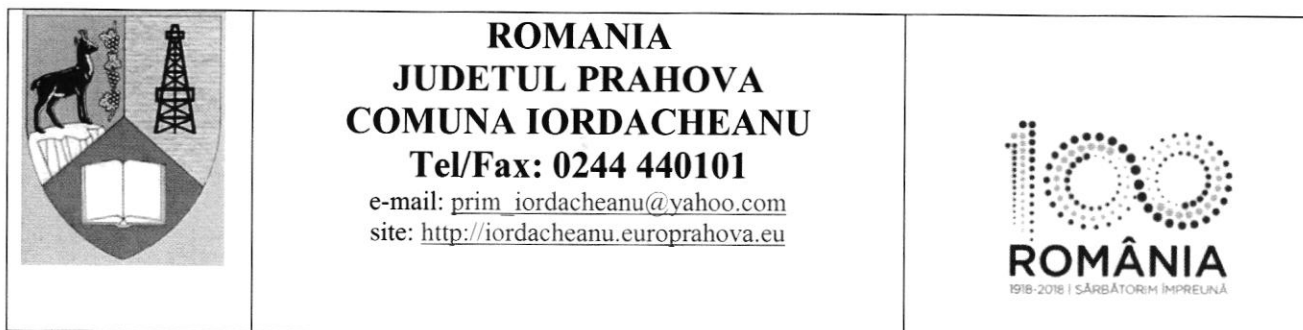 ROMANIA
JUDETUL PRAHOVA
COMUNA IORDACHEANU
Tel/Fax: 0244 440101
e-mail: prim_iordacheanu@yahoo.com
site: http://iordacheanu.europrahova.eu
100
ROMÂNIA
1918-2018 | SĂRBĂTORIM ÎMPREUNĂ